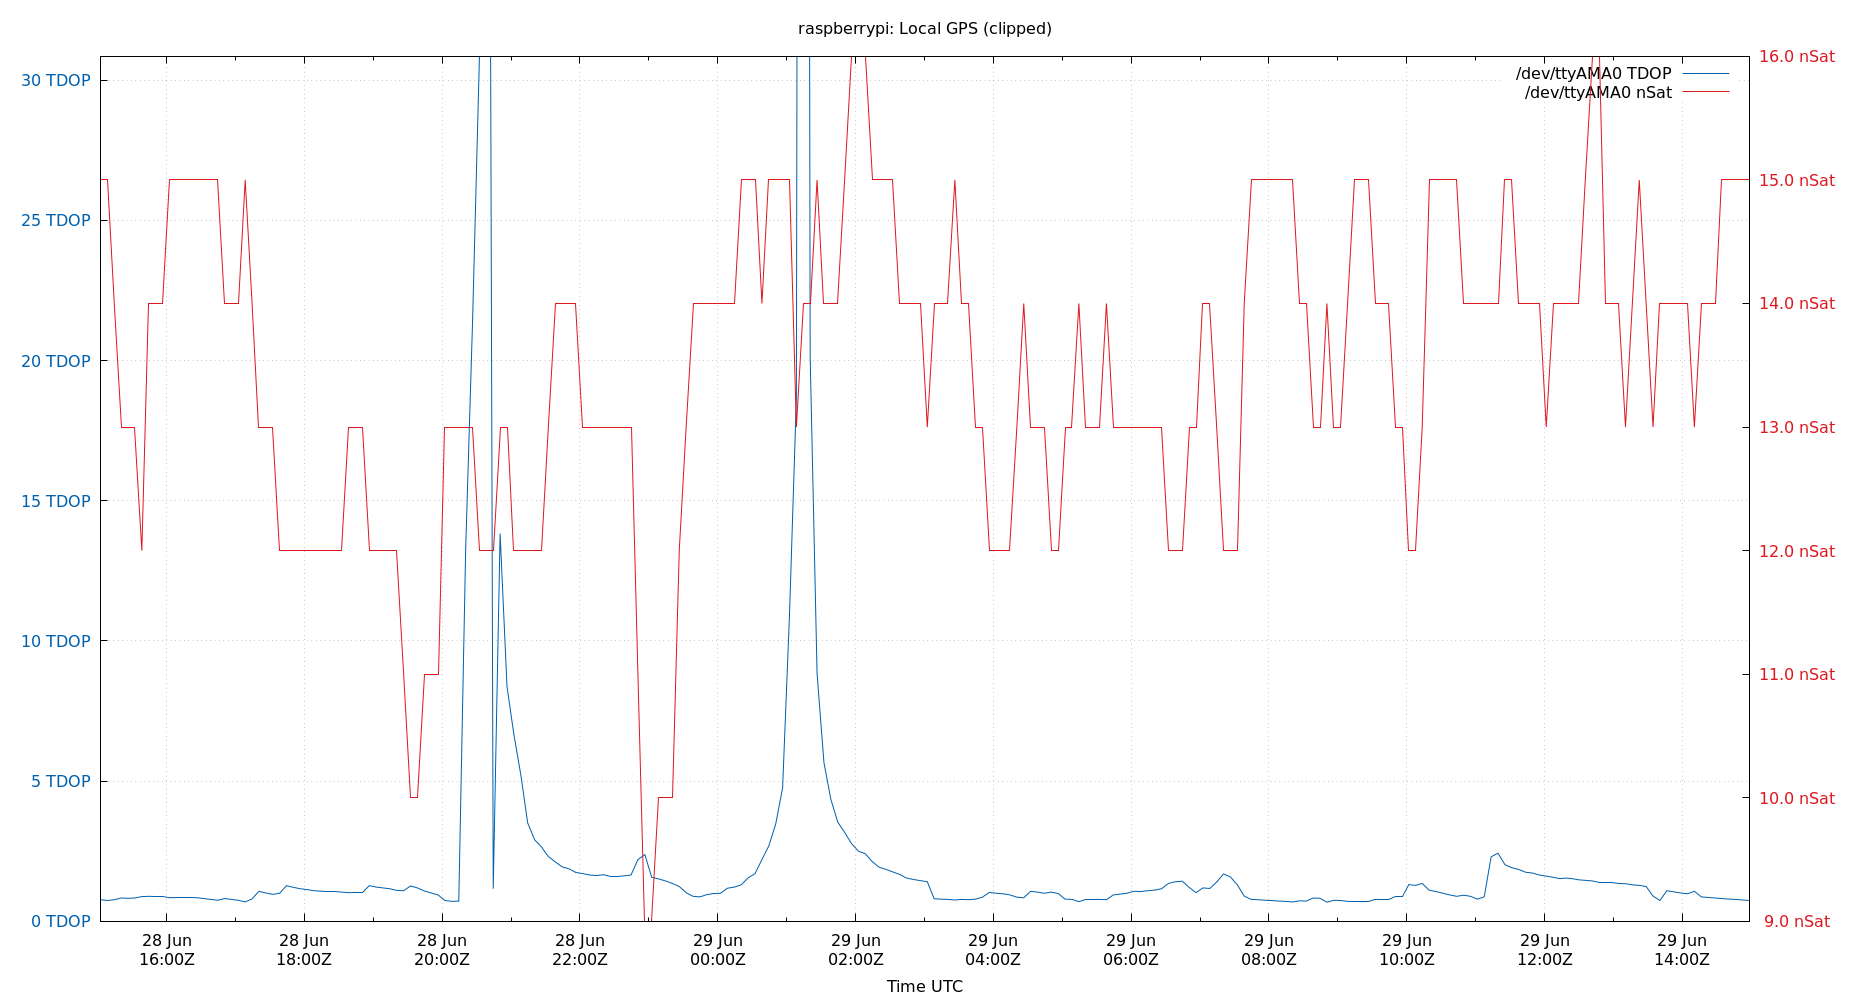 raspberrypi: Local GPS (clipped)
30 TDOP
25 TDOP
20 TDOP
15 TDOP
10 TDOP
5 TDOP
0 TDOP
16.0 nSat
15.0 nSat
14.0 nSat
13.0 nSat
12.0 nSat
11.0 nSat
10.0 nSat
9.0 nSat
/dev/ttyAMA0 TDOP
/dev/ttyAMA0 nSat
28 Jun
16:00Z
28 Jun
18:00Z
28 Jun
20:00Z
28 Jun
22:00Z
29 Jun
00:00Z
29 Jun
02:00Z
29 Jun
04:00Z
29 Jun
06:00Z
29 Jun
08:00Z
29 Jun
10:00Z
29 Jun
12:00Z
29 Jun
14:00Z
Time UTC